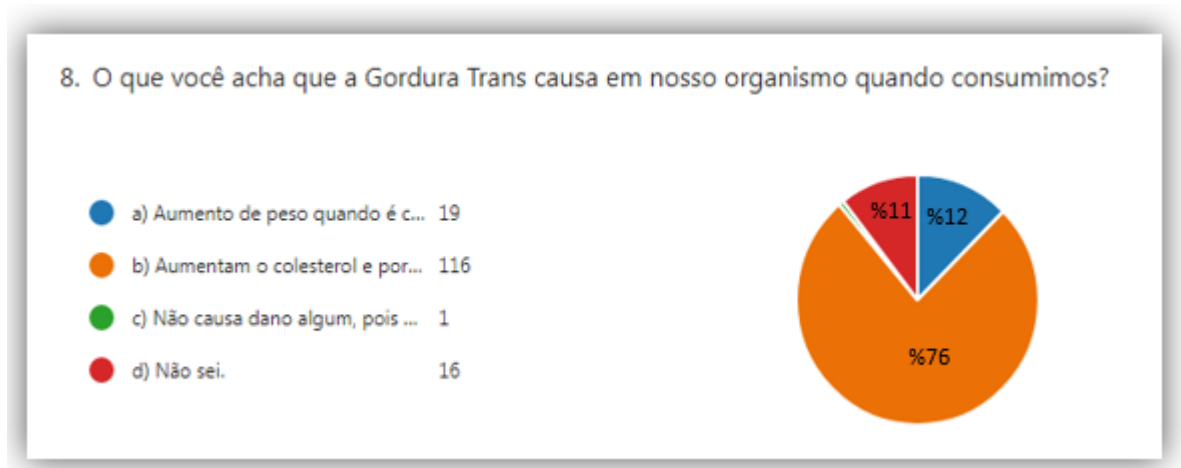 8. O que você acha que a Gordura Trans causa em nosso organismo quando consumimos?
a) Aumento de peso quando é c... 19
b) Aumentam o colesterol e por... 116
c) Não causa dano algum, pois ... 1
d) Não sei. 16
%11 %12
%76